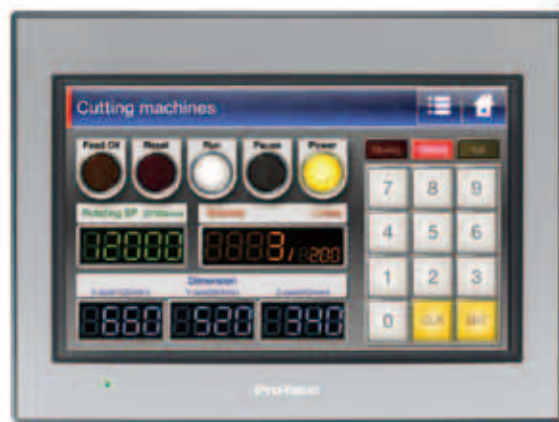 Cutting machines
Feed Oil Reset Run Pause Power
7 8 9
Rotating SP
2000 3/200
4 5 6
Dimension
1 2 3
660 520 340
0 CLR ENT
Pro-face